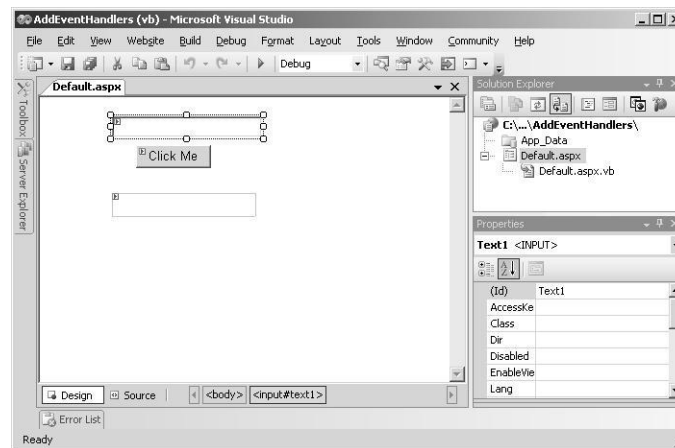 AddEventHandlers (vb) - Microsoft Visual Studio
File Edit View Website Build Debug Format Layout Tools Window Community Help
Debug
Toolbox
Server Explorer
Default.aspx
Click Me
Design Source <body> <input#text1>
Solution Explorer
C:\...\AddEventHandlers\
App_Data
Default.aspx
Default.aspx.vb
Properties
Text1 <INPUT>
(Id) Text1
AccessKe
Class
Dir
Disabled
EnableVie
Lang
Error List
Ready